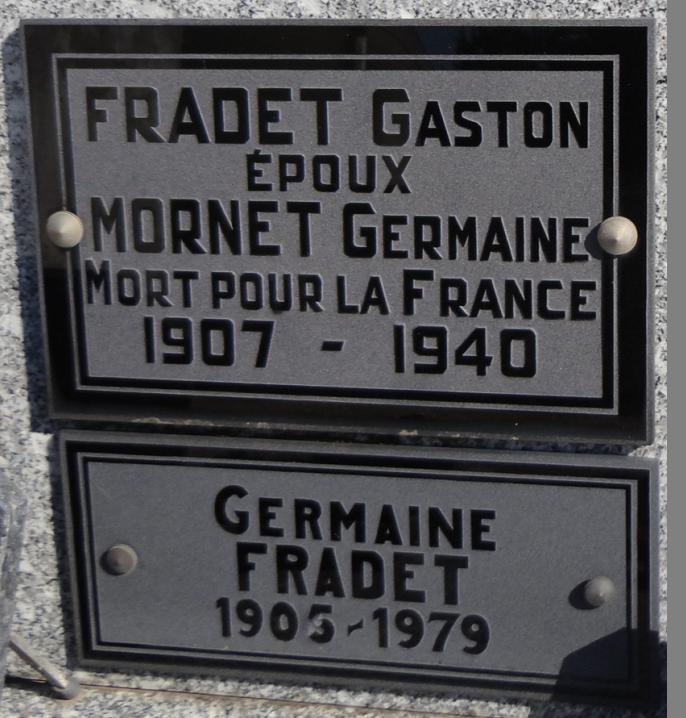 FRADET GASTON
ÉPOUX
MORNET GERMAINE
MORT POUR LA FRANCE
1907 - 1940
GERMAINE
FRADET
1905-1979